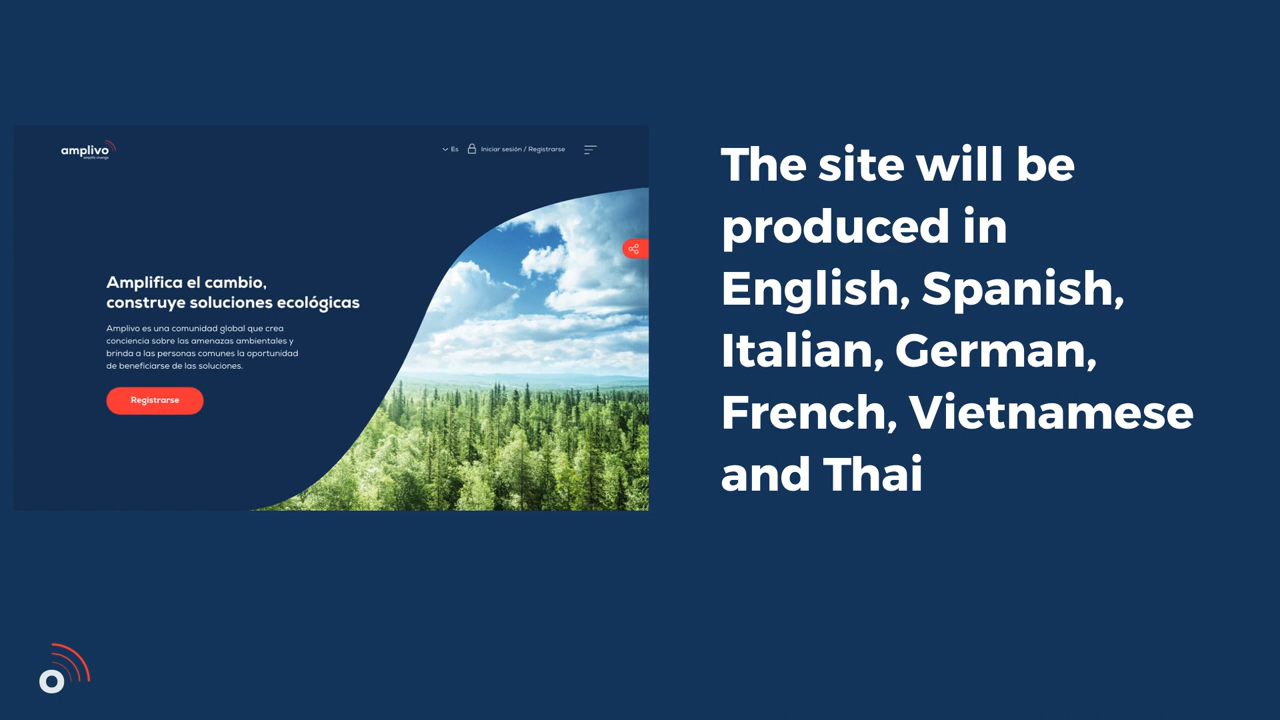 amplivo
amplify change
Es
Iniciar sesión / Registrarse
Amplifica el cambio,
construye soluciones ecológicas
Amplivo es una comunidad global que crea
conciencia sobre las amenazas ambientales y
brinda a las personas comunes la oportunidad
de beneficiarse de las soluciones.
Registrarse
The site will be
produced in
English, Spanish,
Italian, German,
French, Vietnamese
and Thai